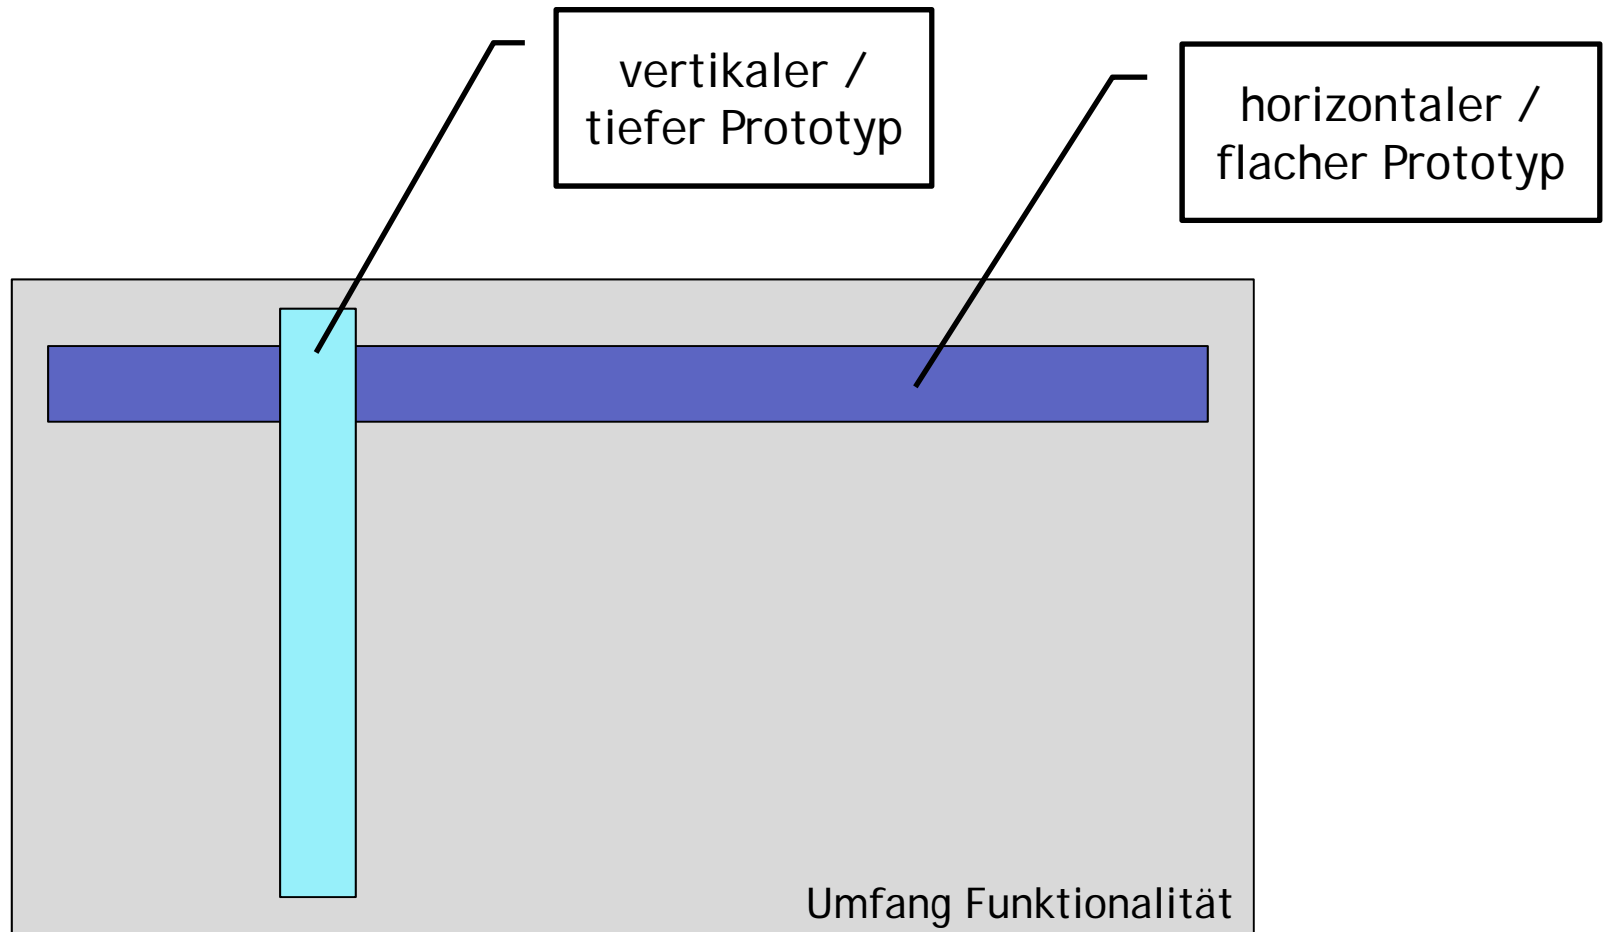 vertikaler /
tiefer Prototyp
horizontaler /
flacher Prototyp
Umfang Funktionalität